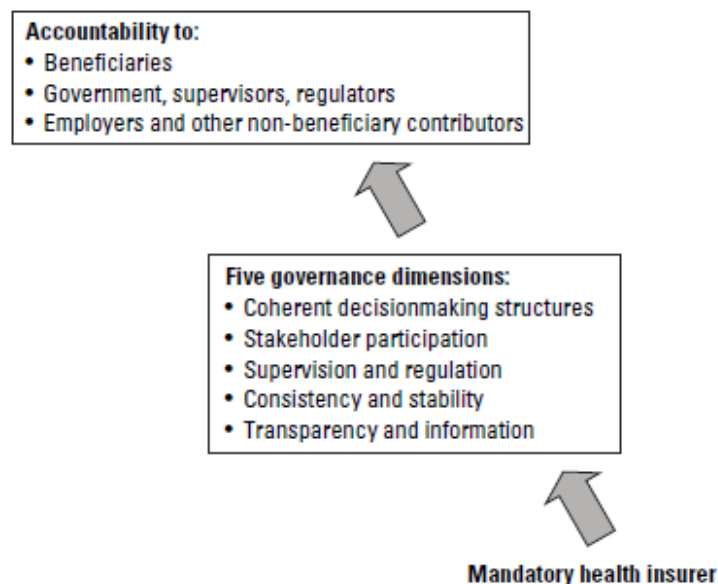 Accountability to:
• Beneficiaries
• Government, supervisors, regulators
• Employers and other non-beneficiary contributors
Five governance dimensions:
• Coherent decisionmaking structures
• Stakeholder participation
• Supervision and regulation
• Consistency and stability
• Transparency and information
Mandatory health insurer